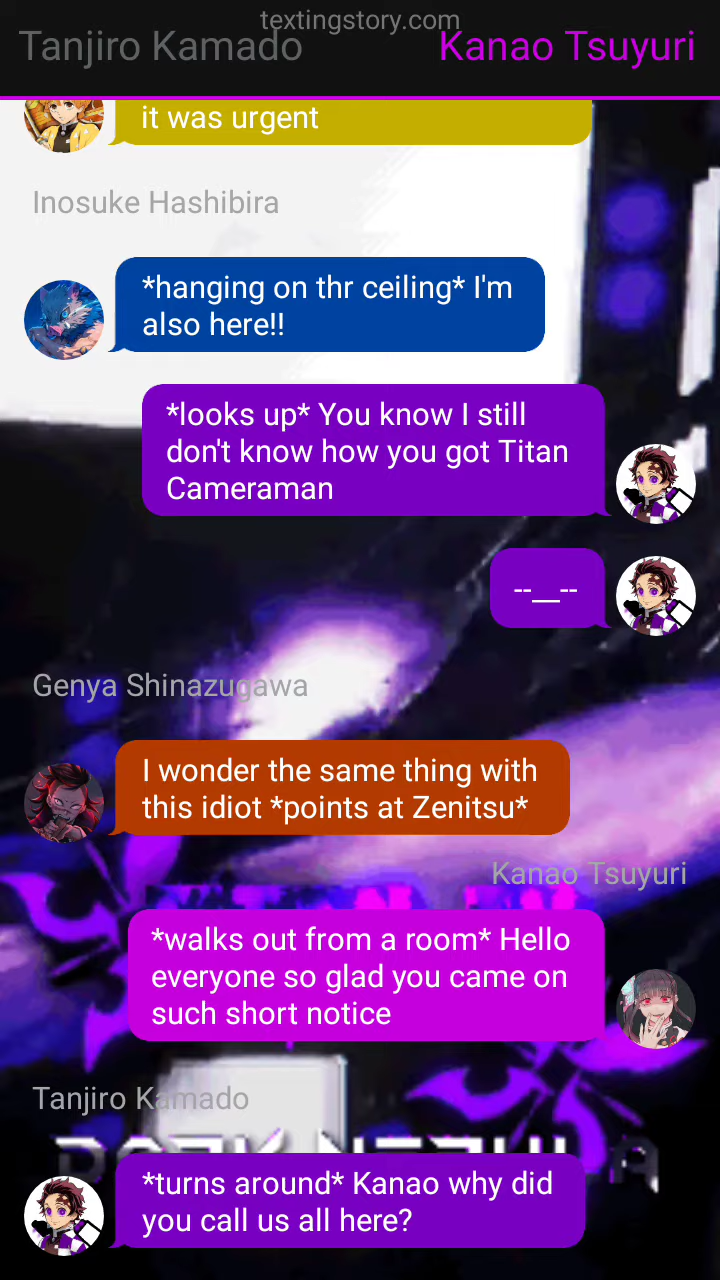 textingstory.com
Tanjiro Kamado
Kanao Tsuyuri
it was urgent
Inosuke Hashibira
*hanging on thr ceiling* I'm
also here!!
*looks up* You know I still
don't know how you got Titan
Cameraman
--__--
Genya Shinazugawa
I wonder the same thing with
this idiot *points at Zenitsu*
Kanao Tsuyuri
*walks out from a room* Hello
everyone so glad you came on
such short notice
Tanjiro Kamado
*turns around* Kanao why did
you call us all here?